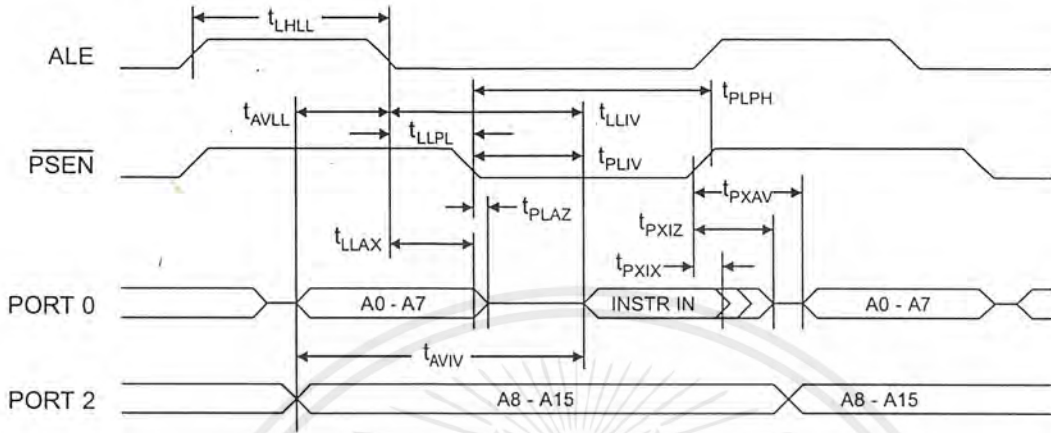 tLHLL
ALE
tPLPH
tAVLL
tLLIV
tLLPL
PSEN
tPLIV
tPXAV
tPLAZ
tPXIZ
tLLAX
tPXIX
PORT 0
A0 - A7
INSTR IN
A0 - A7
tAVIV
PORT 2
A8 - A15
A8 - A15